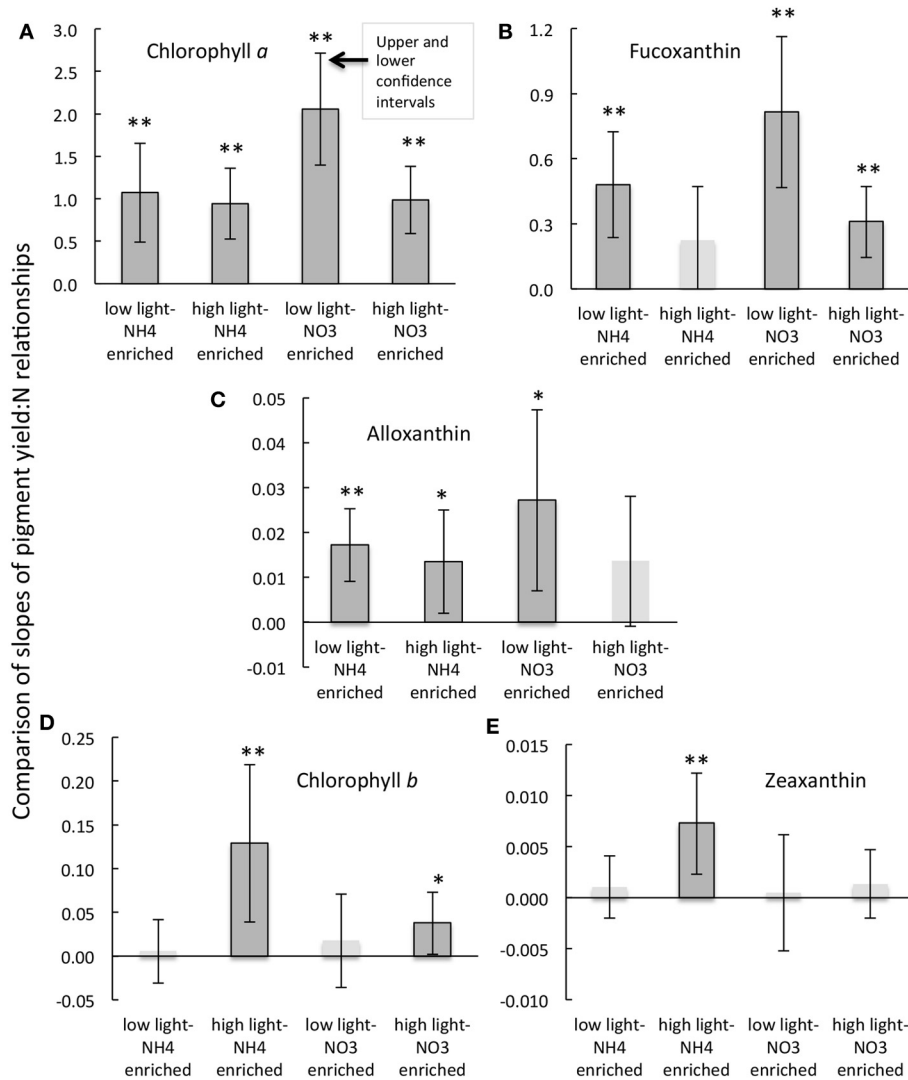 Comparison of slopes of pigment yield:N relationships
A
Chlorophyll a
3.0
2.5
2.0
1.5
1.0
0.5
0.0
**
**
**
**
Upper and
lower
confidence
intervals
low light-
NH4
enriched
high light-
NH4
enriched
low light-
NO3
enriched
high light-
NO3
enriched
B
Fucoxanthin
1.2
0.9
0.6
0.3
0.0
**
**
**
low light-
NH4
enriched
high light-
NH4
enriched
low light-
NO3
enriched
high light-
NO3
enriched
C
Alloxanthin
0.05
0.04
0.03
0.02
0.01
0.00
-0.01
**
*
*
low light-
NH4
enriched
high light-
NH4
enriched
low light-
NO3
enriched
high light-
NO3
enriched
D
Chlorophyll b
0.25
0.20
0.15
0.10
0.05
0.00
-0.05
**
*
low light-
NH4
enriched
high light-
NH4
enriched
low light-
NO3
enriched
high light-
NO3
enriched
E
Zeaxanthin
0.015
0.010
0.005
0.000
-0.005
-0.010
**
low light-
NH4
enriched
high light-
NH4
enriched
low light-
NO3
enriched
high light-
NO3
enriched